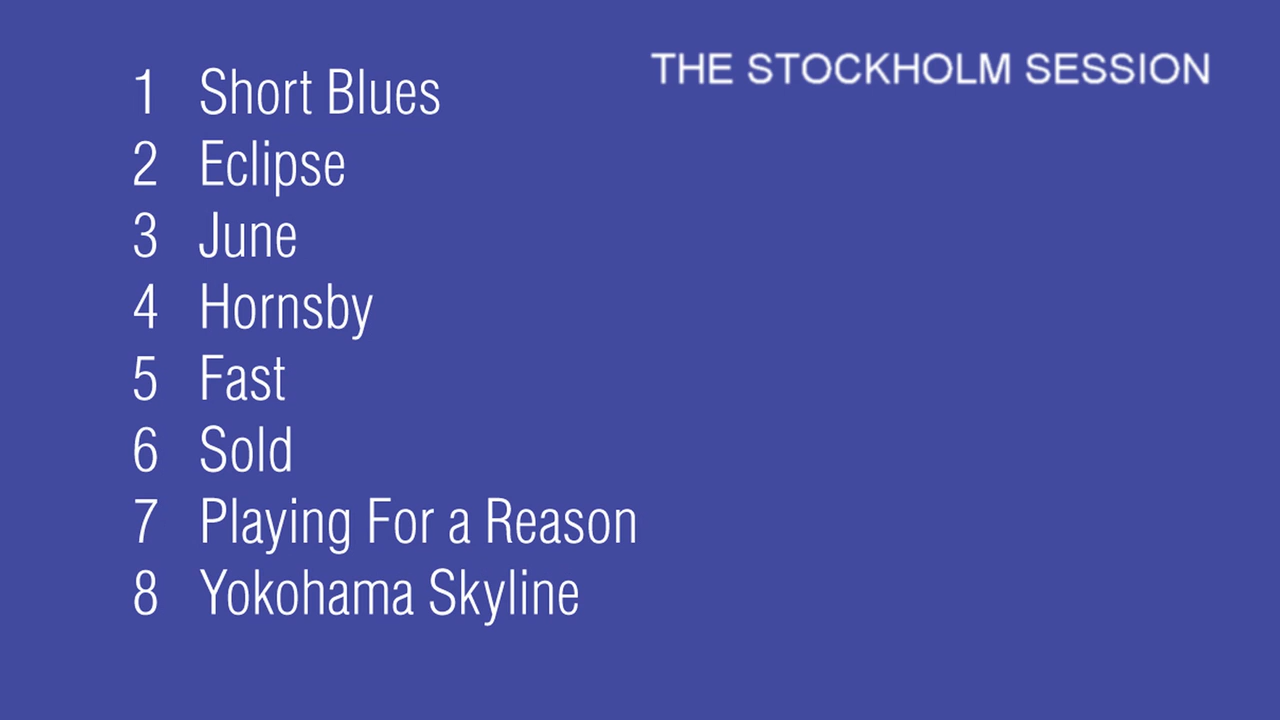 THE STOCKHOLM SESSION
1 Short Blues
2 Eclipse
3 June
4 Hornsby
5 Fast
6 Sold
7 Playing For a Reason
8 Yokohama Skyline